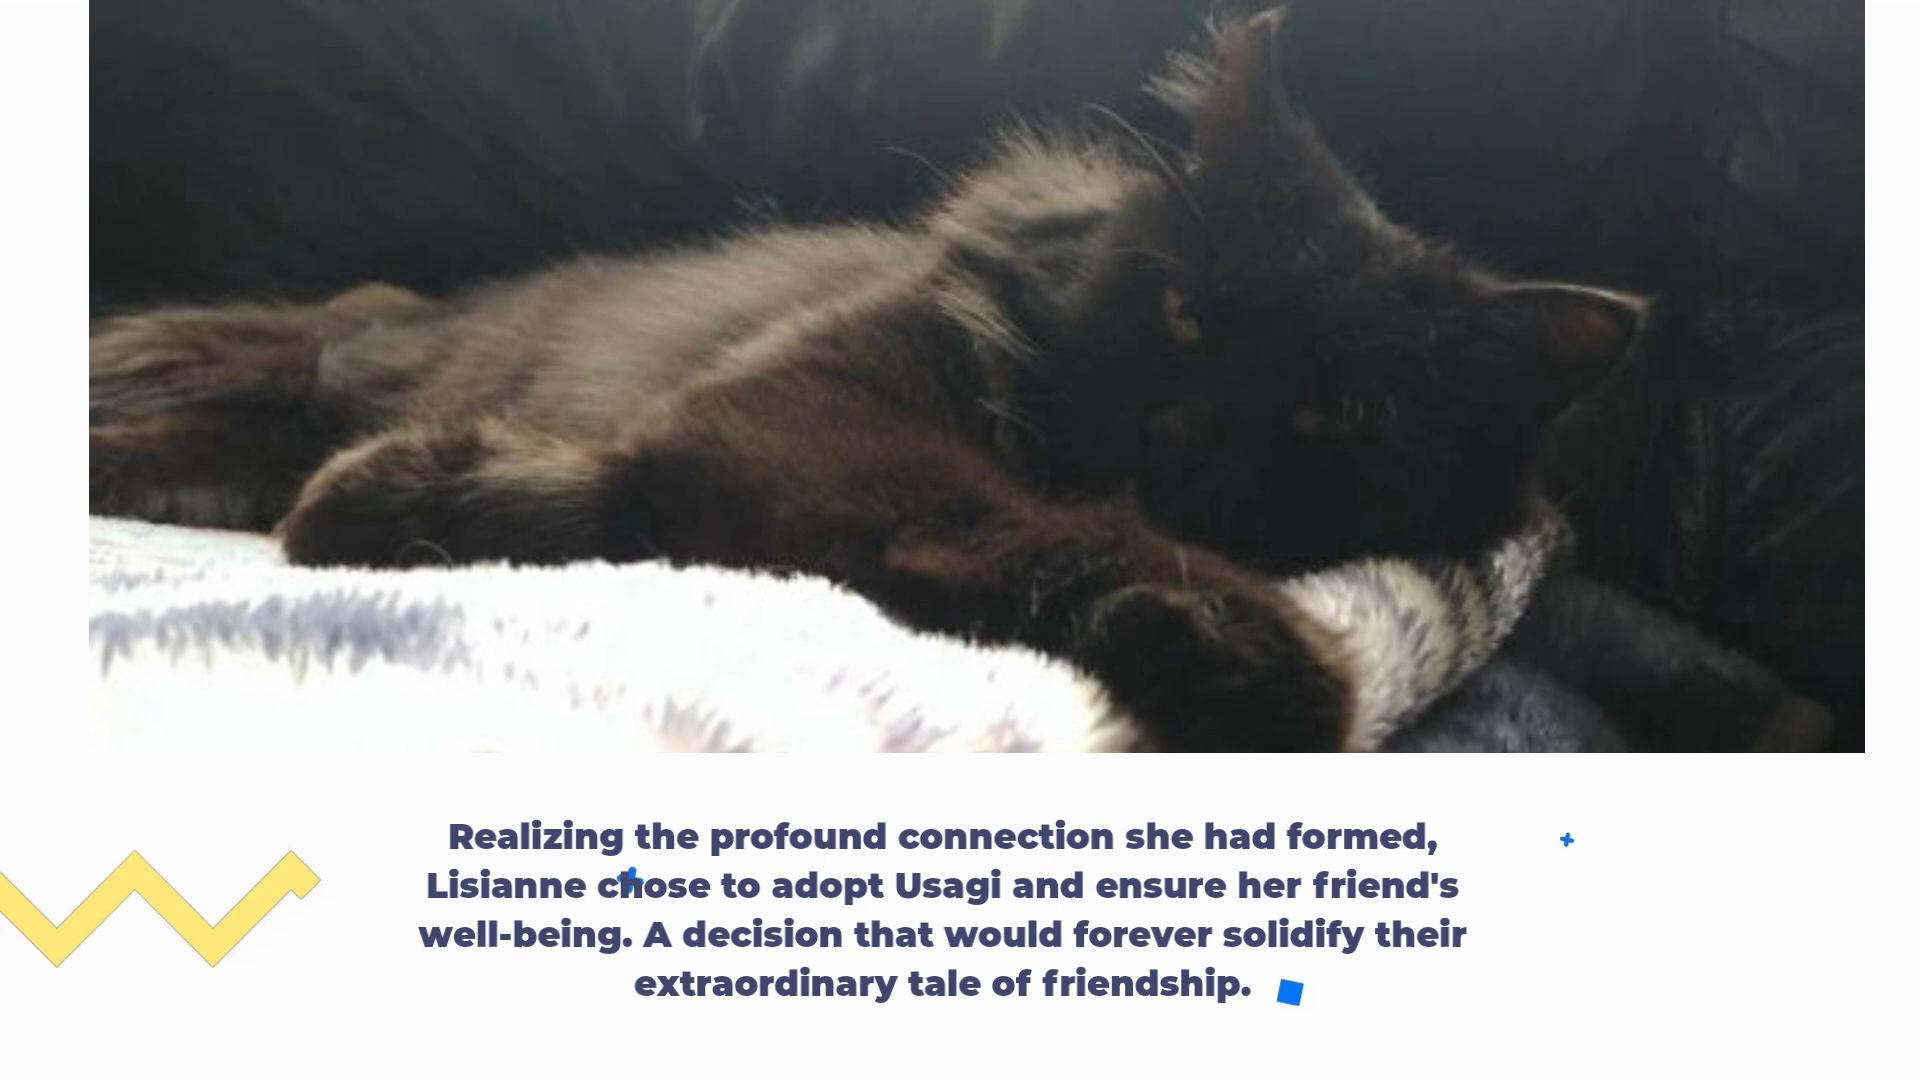 Realizing the profound connection she had formed,
Lisianne chose to adopt Usagi and ensure her friend's
well-being. A decision that would forever solidify their
extraordinary tale of friendship.